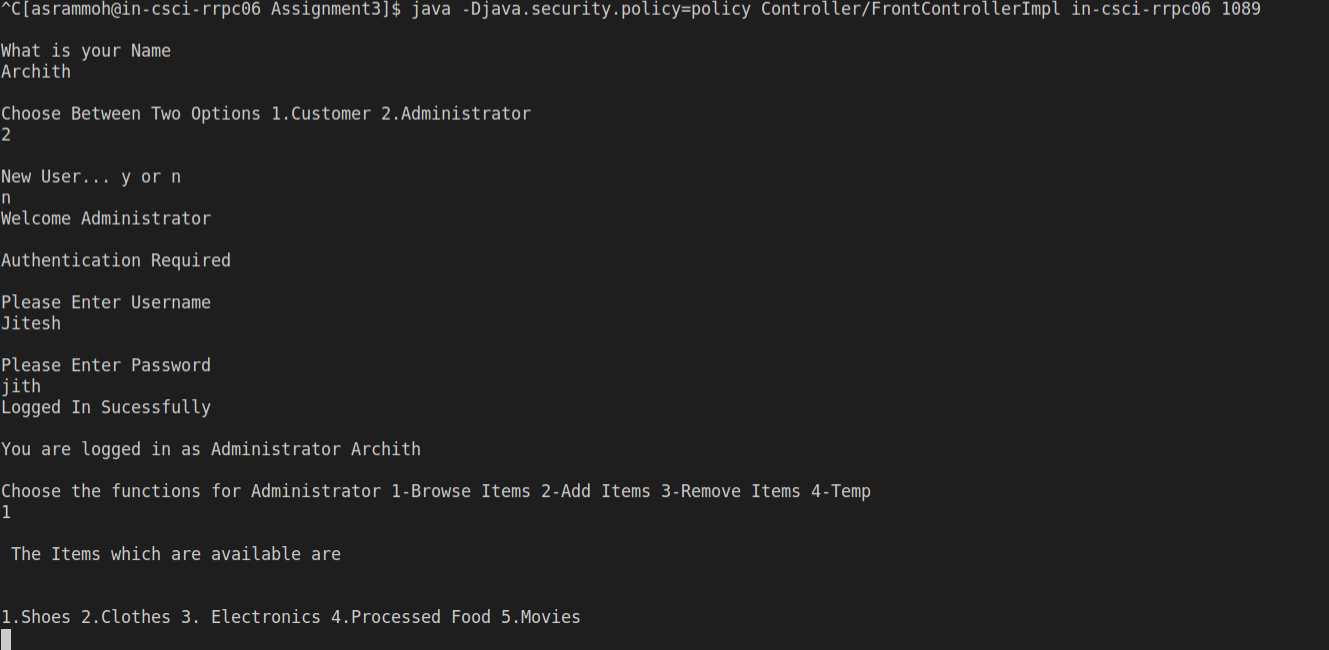 ^C[asrammoh@in-csci-rrpc06 Assignment3]$ java -Djava.security.policy=policy Controller/FrontControllerImpl in-csci-rrpc06 1089
What is your Name
Archith
Choose Between Two Options 1.Customer 2.Administrator
2
New User... y or n
n
Welcome Administrator
Authentication Required
Please Enter Username
Jitesh
Please Enter Password
jith
Logged In Sucessfully
You are logged in as Administrator Archith
Choose the functions for Administrator 1-Browse Items 2-Add Items 3-Remove Items 4-Temp
1
The Items which are available are
1.Shoes 2.Clothes 3. Electronics 4.Processed Food 5.Movies